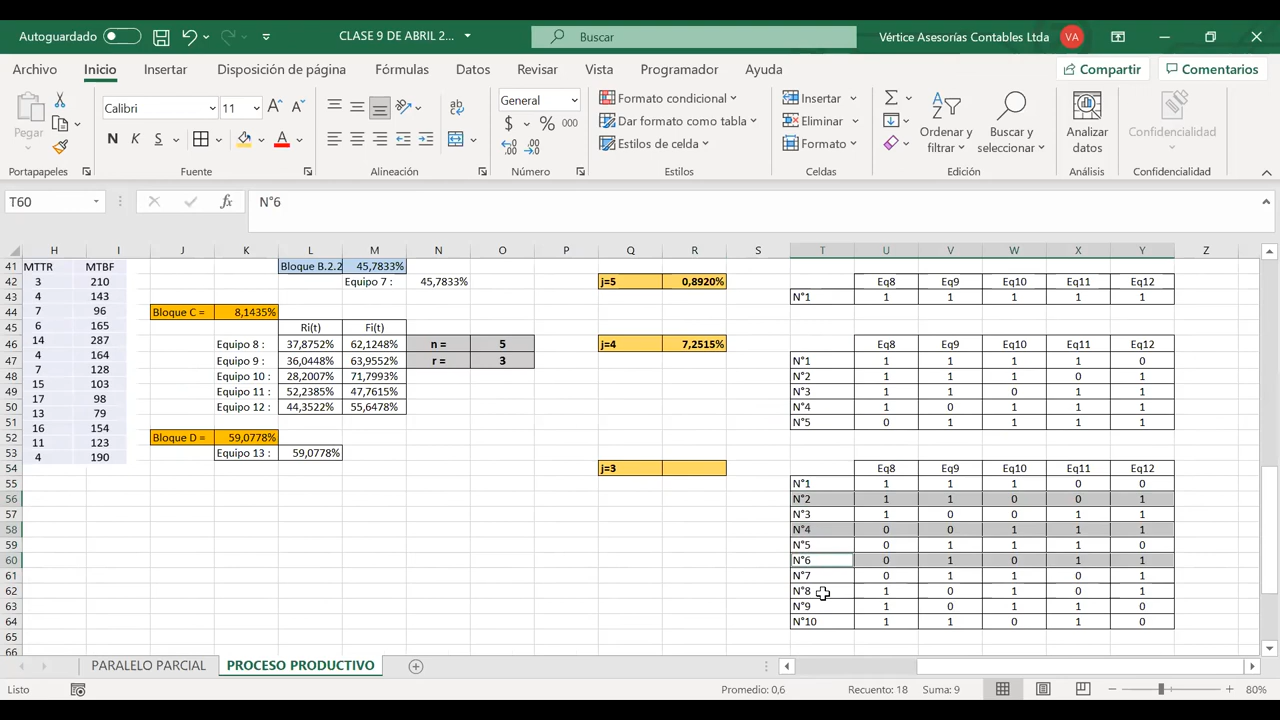 Autoguardado CLASE 9 DE ABRIL 2... Buscar Vértice Asesorías Contables Ltda VA
Archivo Inicio Insertar Disposición de página Fórmulas Datos Revisar Vista Programador Ayuda Compartir Comentarios
Pegar Calibri 11 General Formato condicional Dar formato como tabla Estilos de celda Insertar Eliminar Formato Ordenar y filtrar Buscar y seleccionar Analizar datos Confidencialidad
N K S $ % 000
Portapapeles Fuente Alineación Número Estilos Celdas Edición Análisis Confidencialidad
T60 fx N°6
H I J K L M N O P Q R S T U V W X Y Z
41 MTTR MTBF Bloque B.2.2 45,7833%
42 3 210 Equipo 7 : 45,7833% j=5 0,8920% Eq8 Eq9 Eq10 Eq11 Eq12
43 4 143 N°1 1 1 1 1 1
44 7 96 Bloque C = 8,1435%
45 6 165 Ri(t) Fi(t)
46 14 287 Equipo 8 : 37,8752% 62,1248% n = 5 j=4 7,2515% Eq8 Eq9 Eq10 Eq11 Eq12
47 4 164 Equipo 9 : 36,0448% 63,9552% r = 3 N°1 1 1 1 1 0
48 7 128 Equipo 10 : 28,2007% 71,7993% N°2 1 1 1 0 1
49 15 103 Equipo 11 : 52,2385% 47,7615% N°3 1 1 0 1 1
50 17 98 Equipo 12 : 44,3522% 55,6478% N°4 1 0 1 1 1
51 13 79 N°5 0 1 1 1 1
52 16 154 Bloque D = 59,0778%
53 11 123 Equipo 13 : 59,0778%
54 4 190 j=3 Eq8 Eq9 Eq10 Eq11 Eq12
55 N°1 1 1 1 0 0
56 N°2 1 1 0 0 1
57 N°3 1 0 0 1 1
58 N°4 0 0 1 1 1
59 N°5 0 1 1 1 0
60 N°6 0 1 0 1 1
61 N°7 0 1 1 0 1
62 N°8 1 0 1 0 1
63 N°9 1 0 1 1 0
64 N°10 1 1 0 1 0
65
66
PARALELO PARCIAL PROCESO PRODUCTIVO
Listo Promedio: 0,6 Recuento: 18 Suma: 9 80%